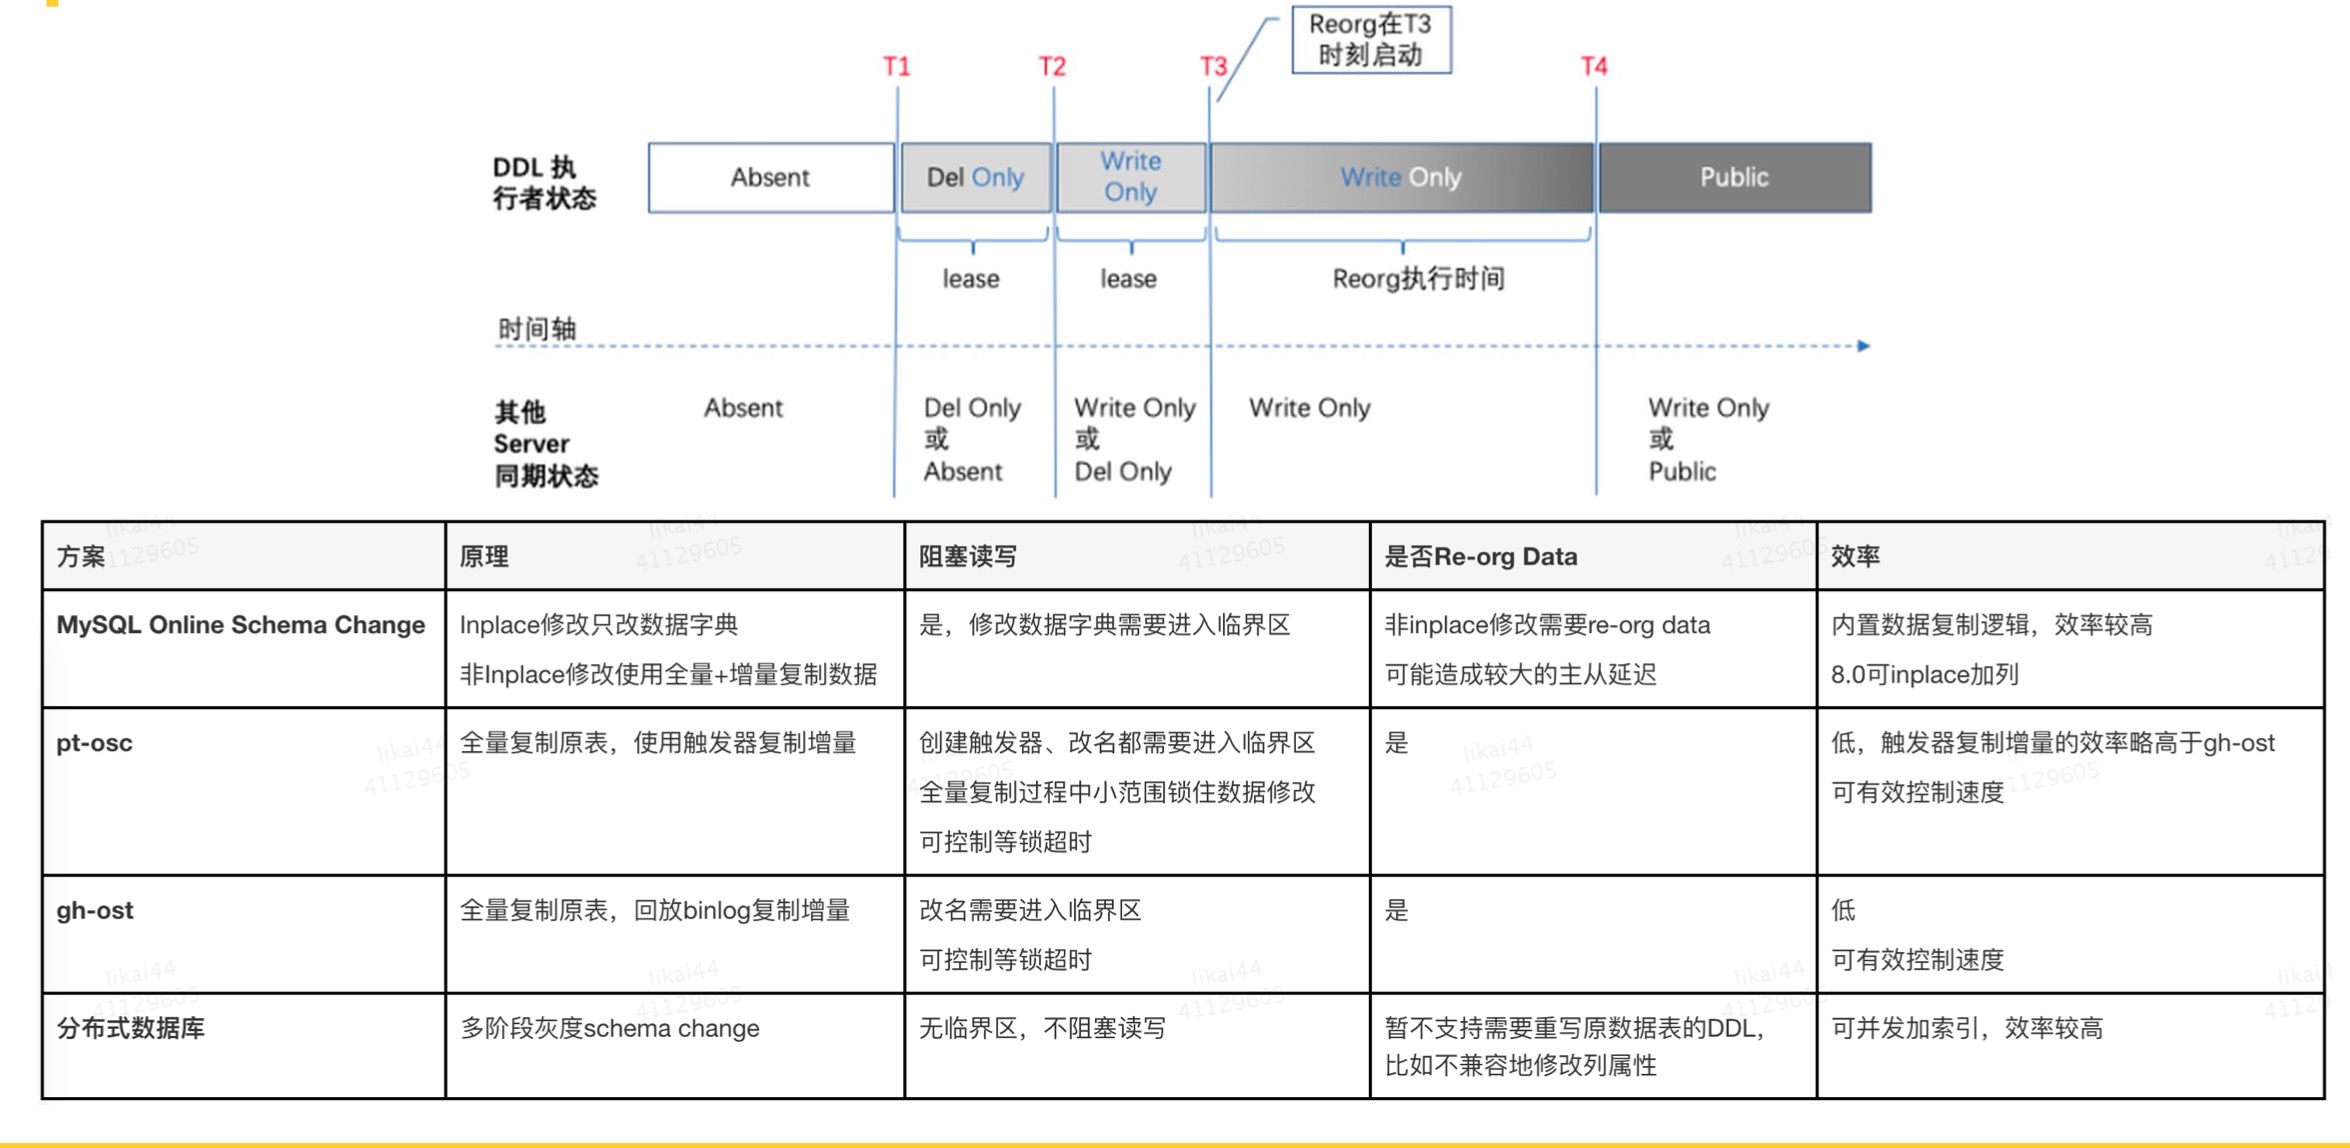 Reorg在T3
时刻启动
T1
T2
T3
T4
DDL 执
行者状态
Absent
Del Only
Write
Only
Write Only
Public
lease
lease
Reorg执行时间
时间轴
其他
Server
同期状态
Absent
Del Only
或
Absent
Write Only
或
Del Only
Write Only
Write Only
或
Public
方案
原理
阻塞读写
是否Re-org Data
效率
MySQL Online Schema Change
Inplace修改只改数据字典
非Inplace修改使用全量+增量复制数据
是，修改数据字典需要进入临界区
非inplace修改需要re-org data
可能造成较大的主从延迟
内置数据复制逻辑，效率较高
8.0可inplace加列
pt-osc
全量复制原表，使用触发器复制增量
创建触发器、改名都需要进入临界区
全量复制过程中小范围锁住数据修改
可控制等锁超时
是
低，触发器复制增量的效率略高于gh-ost
可有效控制速度
gh-ost
全量复制原表，回放binlog复制增量
改名需要进入临界区
可控制等锁超时
是
低
可有效控制速度
分布式数据库
多阶段灰度schema change
无临界区，不阻塞读写
暂不支持需要重写原数据表的DDL，
比如不兼容地修改列属性
可并发加索引，效率较高
likai44
41129605